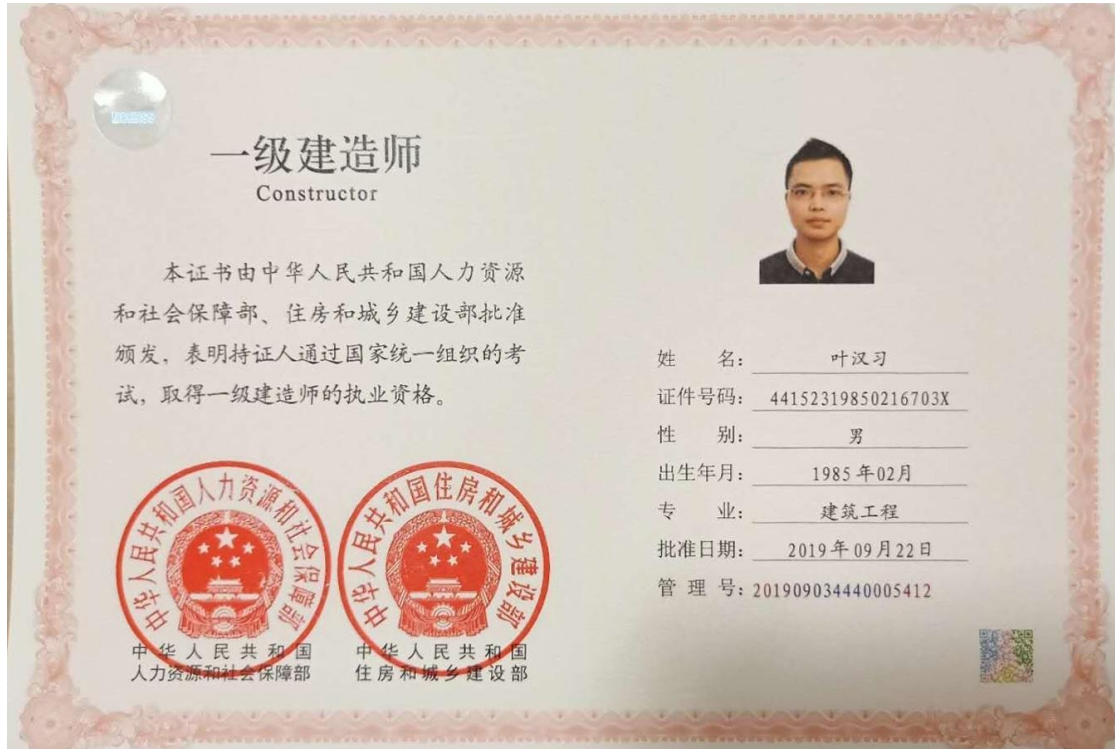 一级建造师
Constructor
本证书由中华人民共和国人力资源
和社会保障部、住房和城乡建设部批准
颁发，表明持证人通过国家统一组织的考
试，取得一级建造师的执业资格。
中华人民共和国人力资源和社会保障部
中华人民共和国住房和城乡建设部
中华人民共和国
人力资源和社会保障部
中华人民共和国
住房和城乡建设部
姓 名：叶汉习
证件号码：44152319850216703X
性 别：男
出生年月：1985年02月
专 业：建筑工程
批准日期：2019年09月22日
管 理 号：201909034440005412